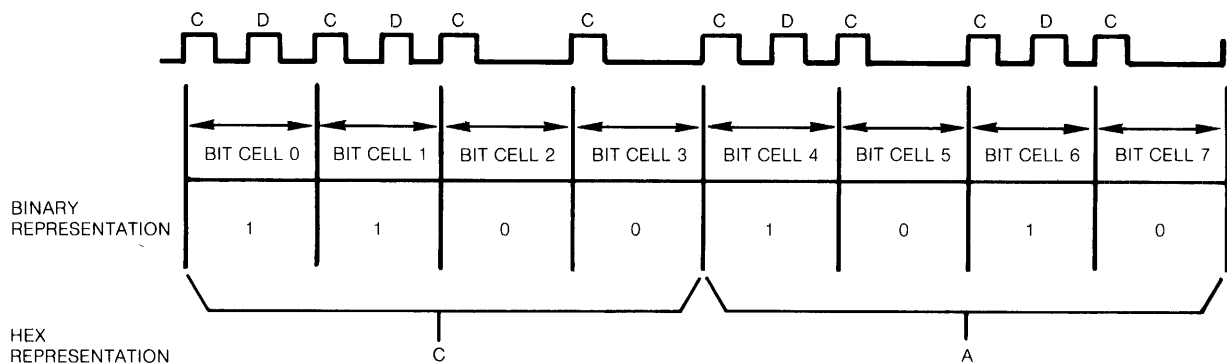 C D C D C C C D C C D C
BIT CELL 0 BIT CELL 1 BIT CELL 2 BIT CELL 3 BIT CELL 4 BIT CELL 5 BIT CELL 6 BIT CELL 7
BINARY
REPRESENTATION 1 1 0 0 1 0 1 0
HEX
REPRESENTATION C A